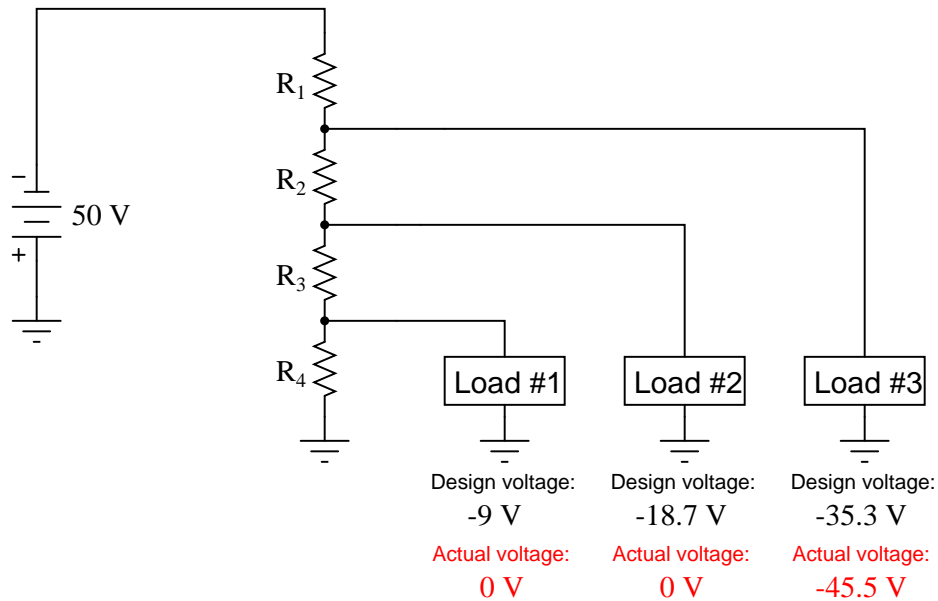 R1
−
R2
50 V
+
R3
R4
Load #1 Load #2 Load #3
Design voltage: Design voltage: Design voltage:
-9 V -18.7 V -35.3 V
Actual voltage: Actual voltage: Actual voltage:
0 V 0 V -45.5 V